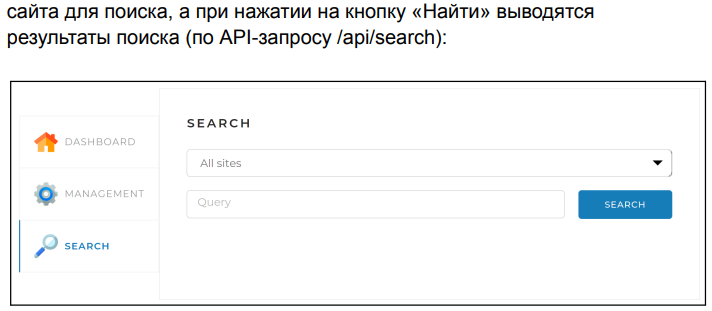 сайта для поиска, а при нажатии на кнопку «Найти» выводятся
результаты поиска (по API-запросу /api/search):
SEARCH
DASHBOARD
All sites
MANAGEMENT
Query
SEARCH
SEARCH